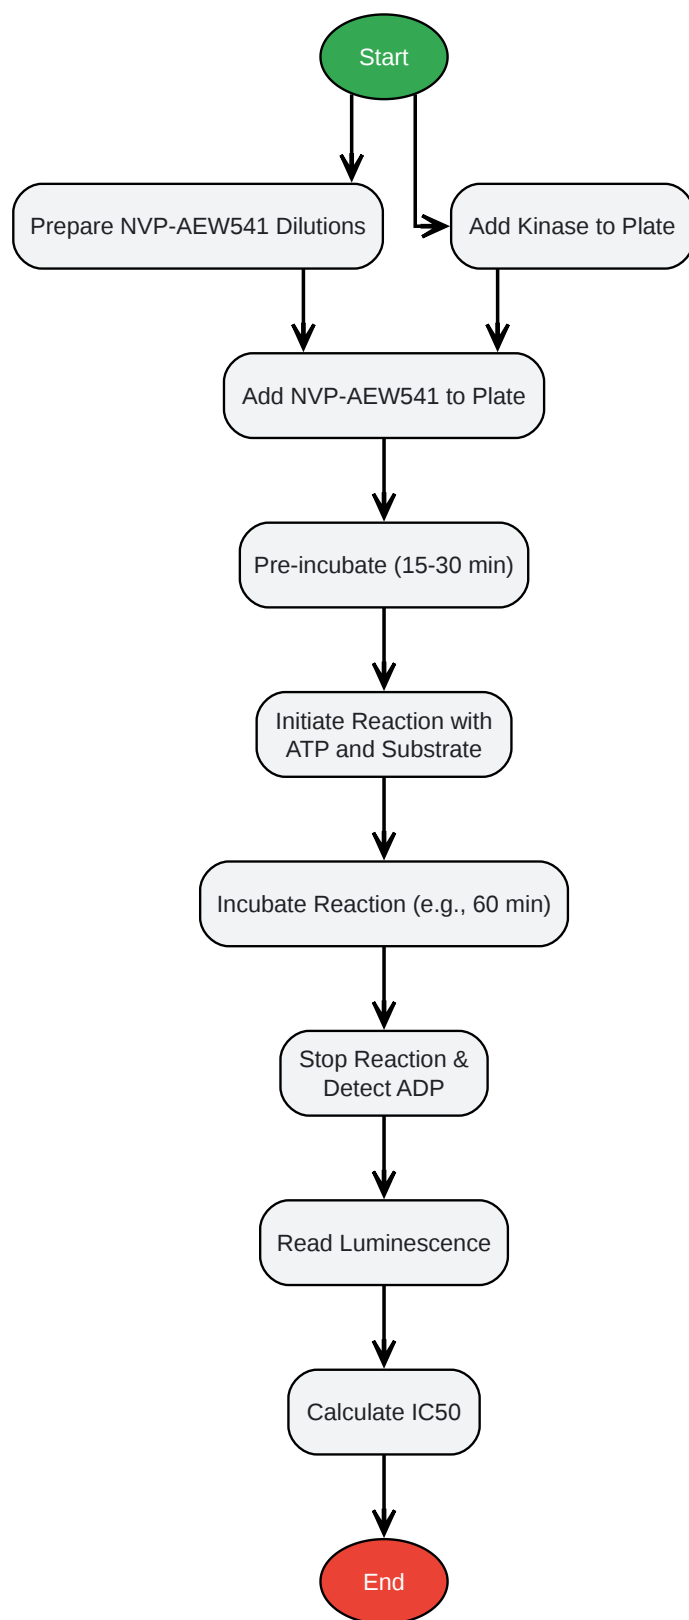 Start
Prepare NVP-AEW541 Dilutions
Add Kinase to Plate
Add NVP-AEW541 to Plate
Pre-incubate (15-30 min)
Initiate Reaction with
ATP and Substrate
Incubate Reaction (e.g., 60 min)
Stop Reaction &
Detect ADP
Read Luminescence
Calculate IC50
End